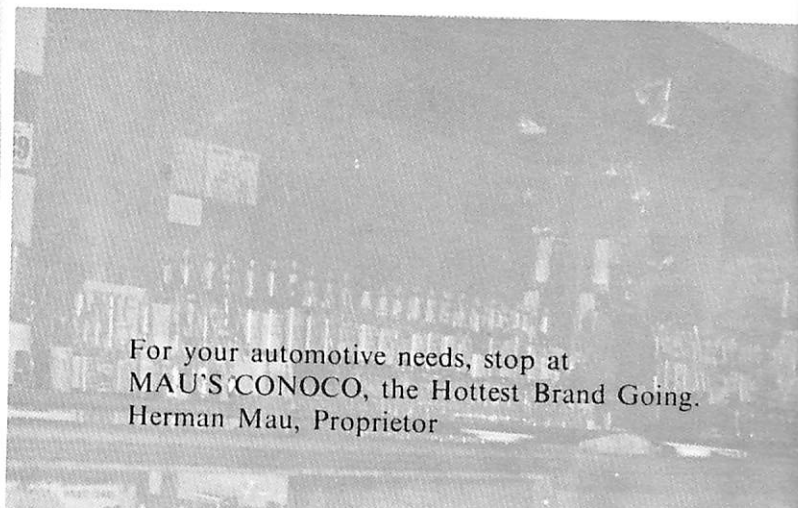 For your automotive needs, stop at
MAU'S CONOCO, the Hottest Brand Going.
Herman Mau, Proprietor